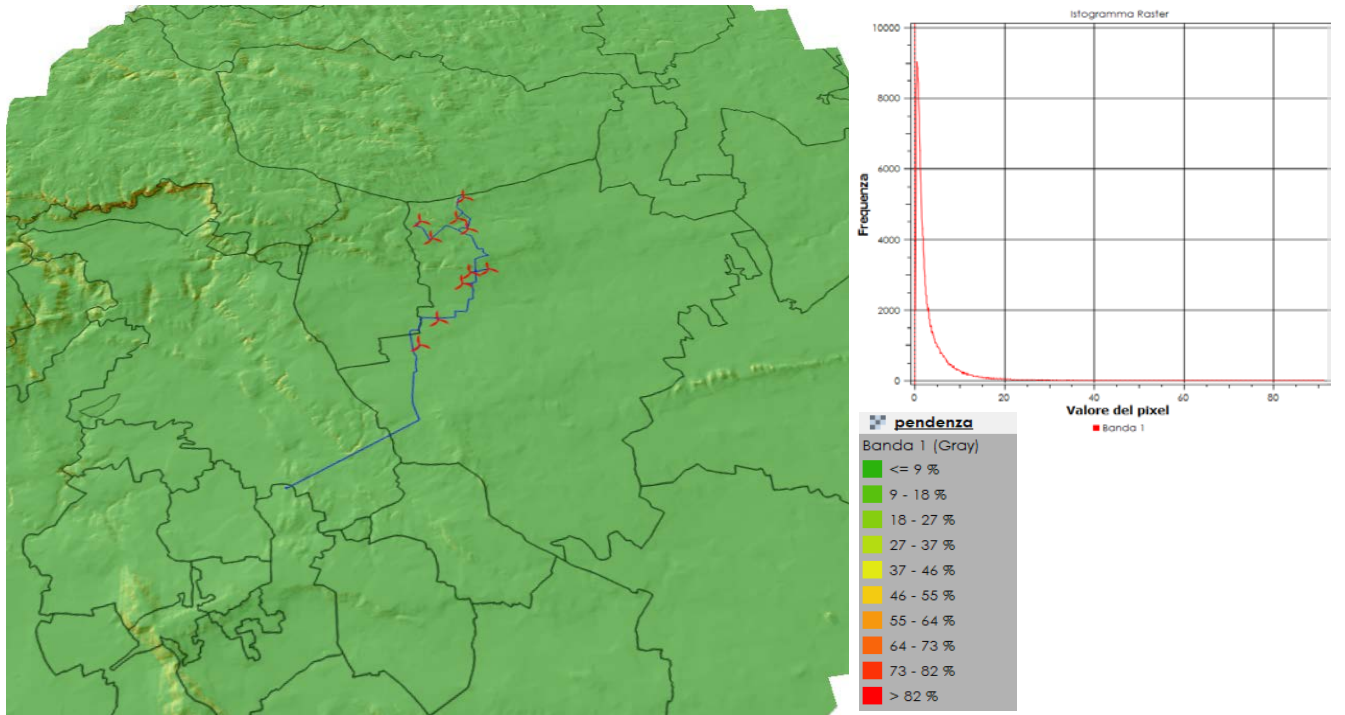 Istogramma Raster
10000
8000
6000
4000
2000
0
Frequenza
0 20 40 60 80
Valore del pixel
Banda 1
pendenza
Banda 1 (Gray)
<= 9 %
9 - 18 %
18 - 27 %
27 - 37 %
37 - 46 %
46 - 55 %
55 - 64 %
64 - 73 %
73 - 82 %
> 82 %